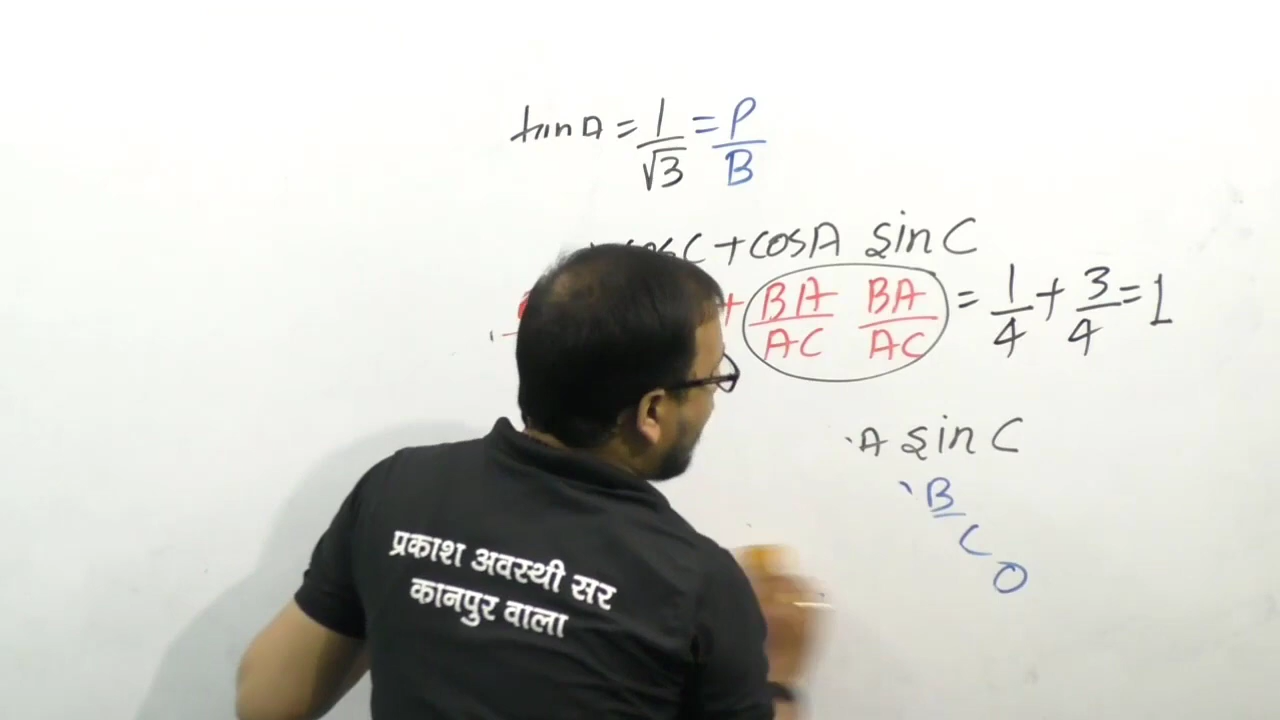 tan A = 1/√3 = P/B
cos C + cos A sin C
+ BA/AC BA/AC = 1/4 + 3/4 = 1
A sin C
B
C
O
प्रकाश अवस्थी सर
कानपुर वाला